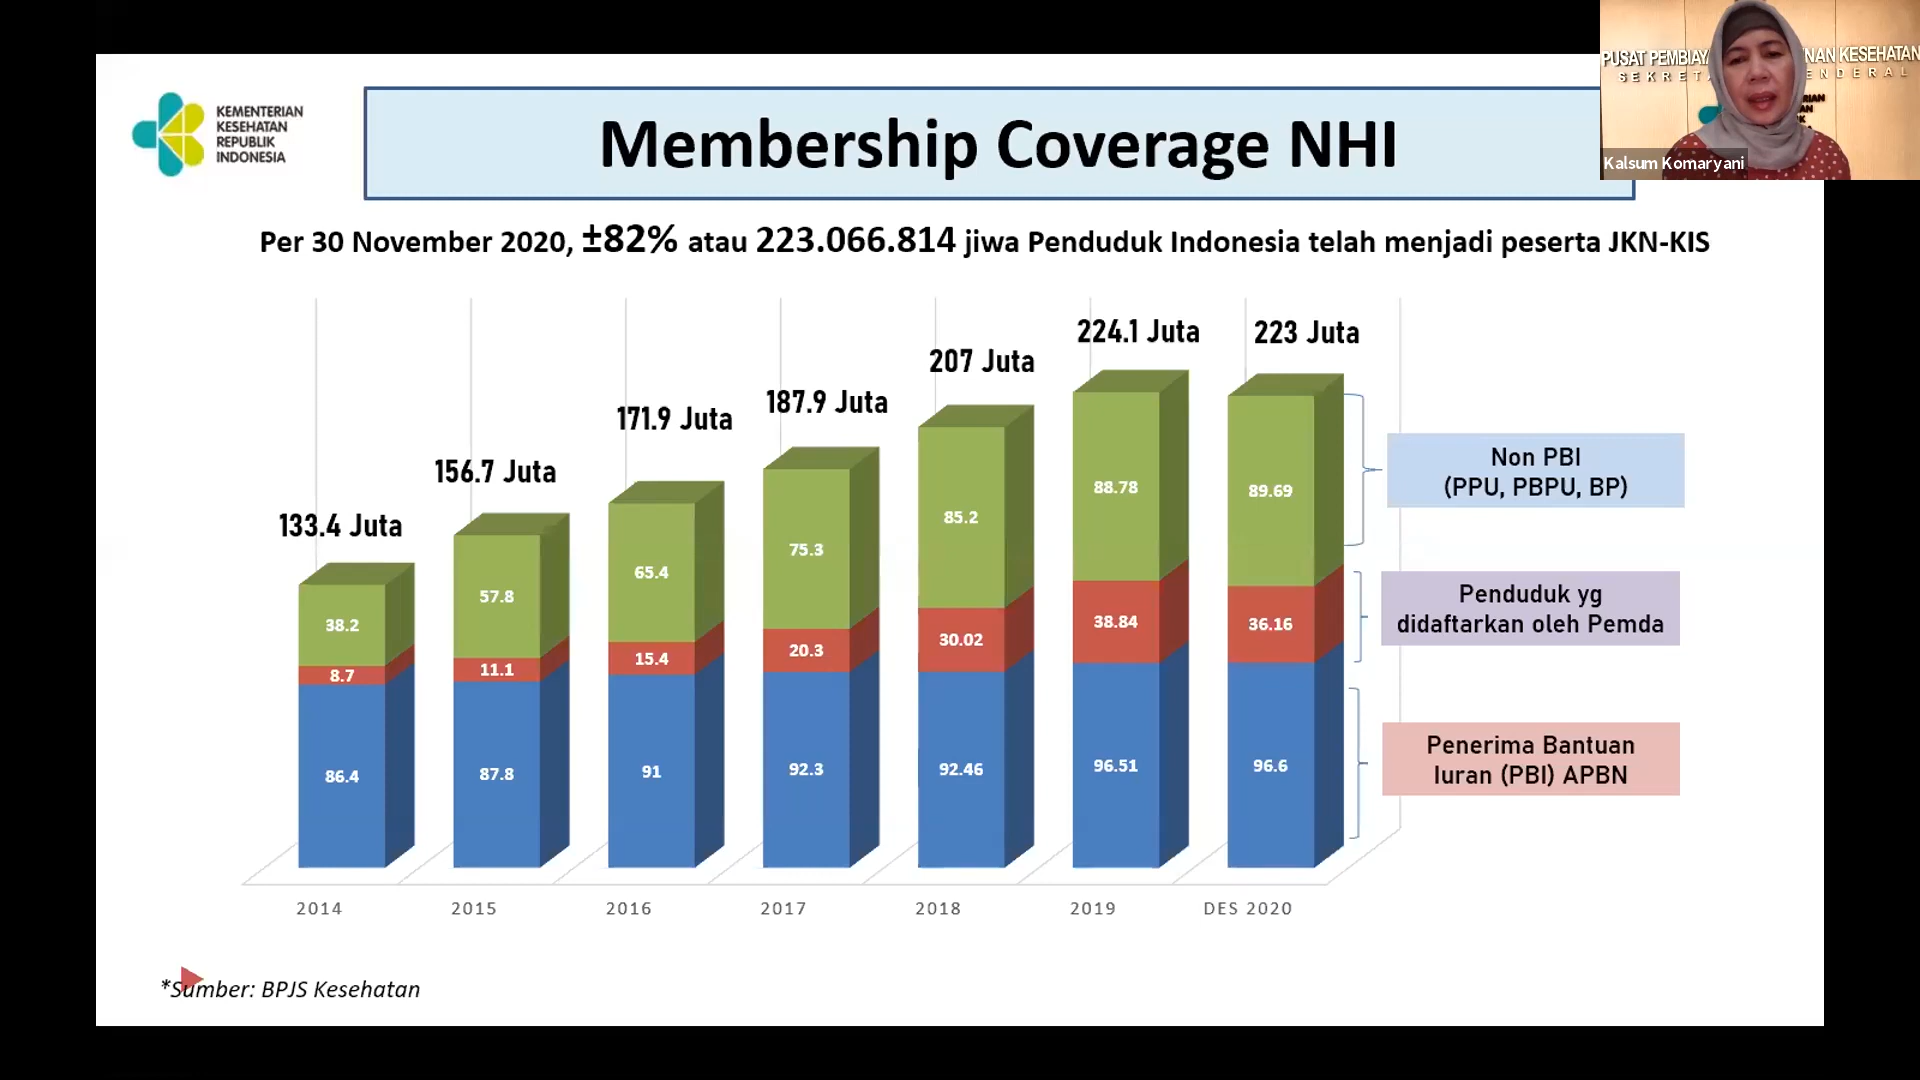 PUSAT PEMBIAY NAN KESEHATAN
SEKRET ENDERAL
RIAN
AN
K
Kalsum Komaryani
KEMENTERIAN
KESEHATAN
REPUBLIK
INDONESIA
Membership Coverage NHI
Per 30 November 2020, ±82% atau 223.066.814 jiwa Penduduk Indonesia telah menjadi peserta JKN-KIS
133.4 Juta
156.7 Juta
171.9 Juta
187.9 Juta
207 Juta
224.1 Juta
223 Juta
38.2
57.8
65.4
75.3
85.2
88.78
89.69
8.7
11.1
15.4
20.3
30.02
38.84
36.16
86.4
87.8
91
92.3
92.46
96.51
96.6
Non PBI
(PPU, PBPU, BP)
Penduduk yg
didaftarkan oleh Pemda
Penerima Bantuan
Iuran (PBI) APBN
2014
2015
2016
2017
2018
2019
DES 2020
*Sumber: BPJS Kesehatan